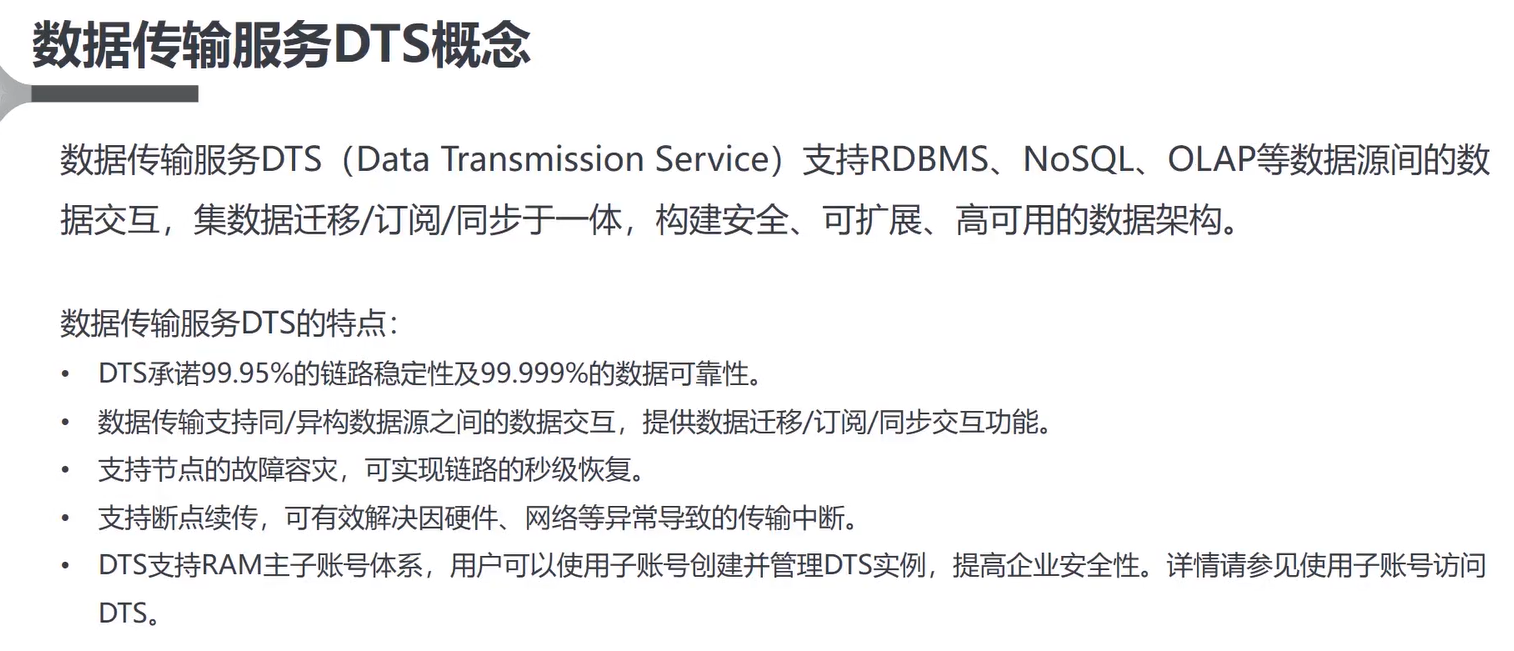 数据传输服务DTS概念
数据传输服务DTS（Data Transmission Service）支持RDBMS、NoSQL、OLAP等数据源间的数
据交互，集数据迁移/订阅/同步于一体，构建安全、可扩展、高可用的数据架构。
数据传输服务DTS的特点：
• DTS承诺99.95%的链路稳定性及99.999%的数据可靠性。
• 数据传输支持同/异构数据源之间的数据交互，提供数据迁移/订阅/同步交互功能。
• 支持节点的故障容灾，可实现链路的秒级恢复。
• 支持断点续传，可有效解决因硬件、网络等异常导致的传输中断。
• DTS支持RAM主子账号体系，用户可以使用子账号创建并管理DTS实例，提高企业安全性。详情请参见使用子账号访问
DTS。